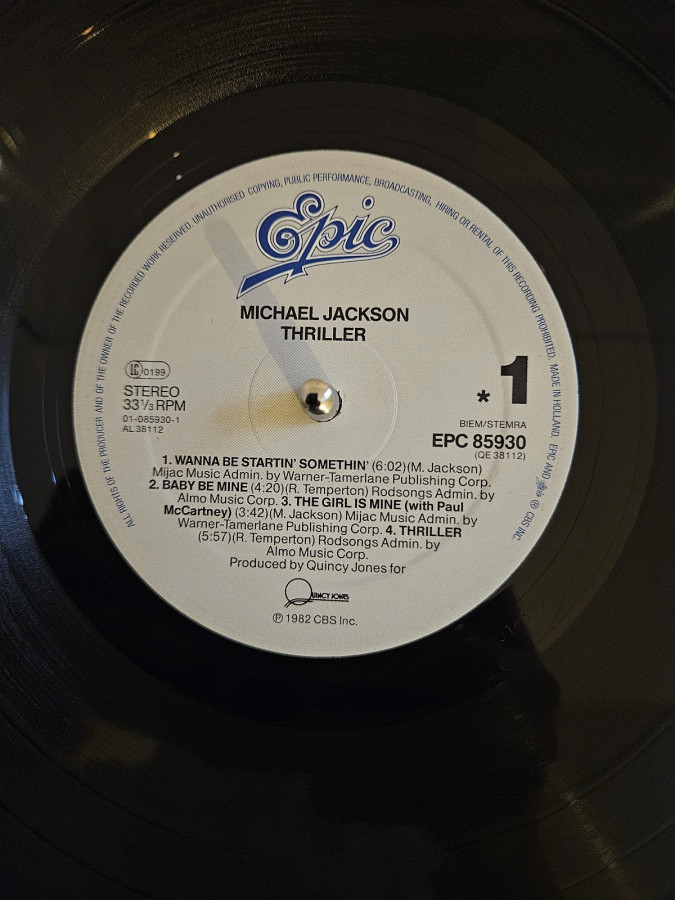 ALL RIGHTS OF THE PRODUCER AND OF THE OWNER OF THE RECORDED WORK RESERVED. UNAUTHORISED COPYING, PUBLIC PERFORMANCE, BROADCASTING, HIRING OR RENTAL OF THIS RECORDING PROHIBITED. MADE IN HOLLAND. EPIC AND Epic ℗ CBS INC.
Epic
MICHAEL JACKSON
THRILLER
LC 0199
STEREO
33⅓ RPM
01-085930-1
AL 38112
* 1
BIEM/STEMRA
EPC 85930
(QE 38112)
1. WANNA BE STARTIN' SOMETHIN' (6:02)(M. Jackson)
Mijac Music Admin. by Warner-Tamerlane Publishing Corp.
2. BABY BE MINE (4:20)(R. Temperton) Rodsongs Admin. by
Almo Music Corp. 3. THE GIRL IS MINE (with Paul
McCartney) (3:42)(M. Jackson) Mijac Music Admin. by
Warner-Tamerlane Publishing Corp. 4. THRILLER
(5:57)(R. Temperton) Rodsongs Admin. by
Almo Music Corp.
Produced by Quincy Jones for
QUINCY JONES
℗ 1982 CBS Inc.